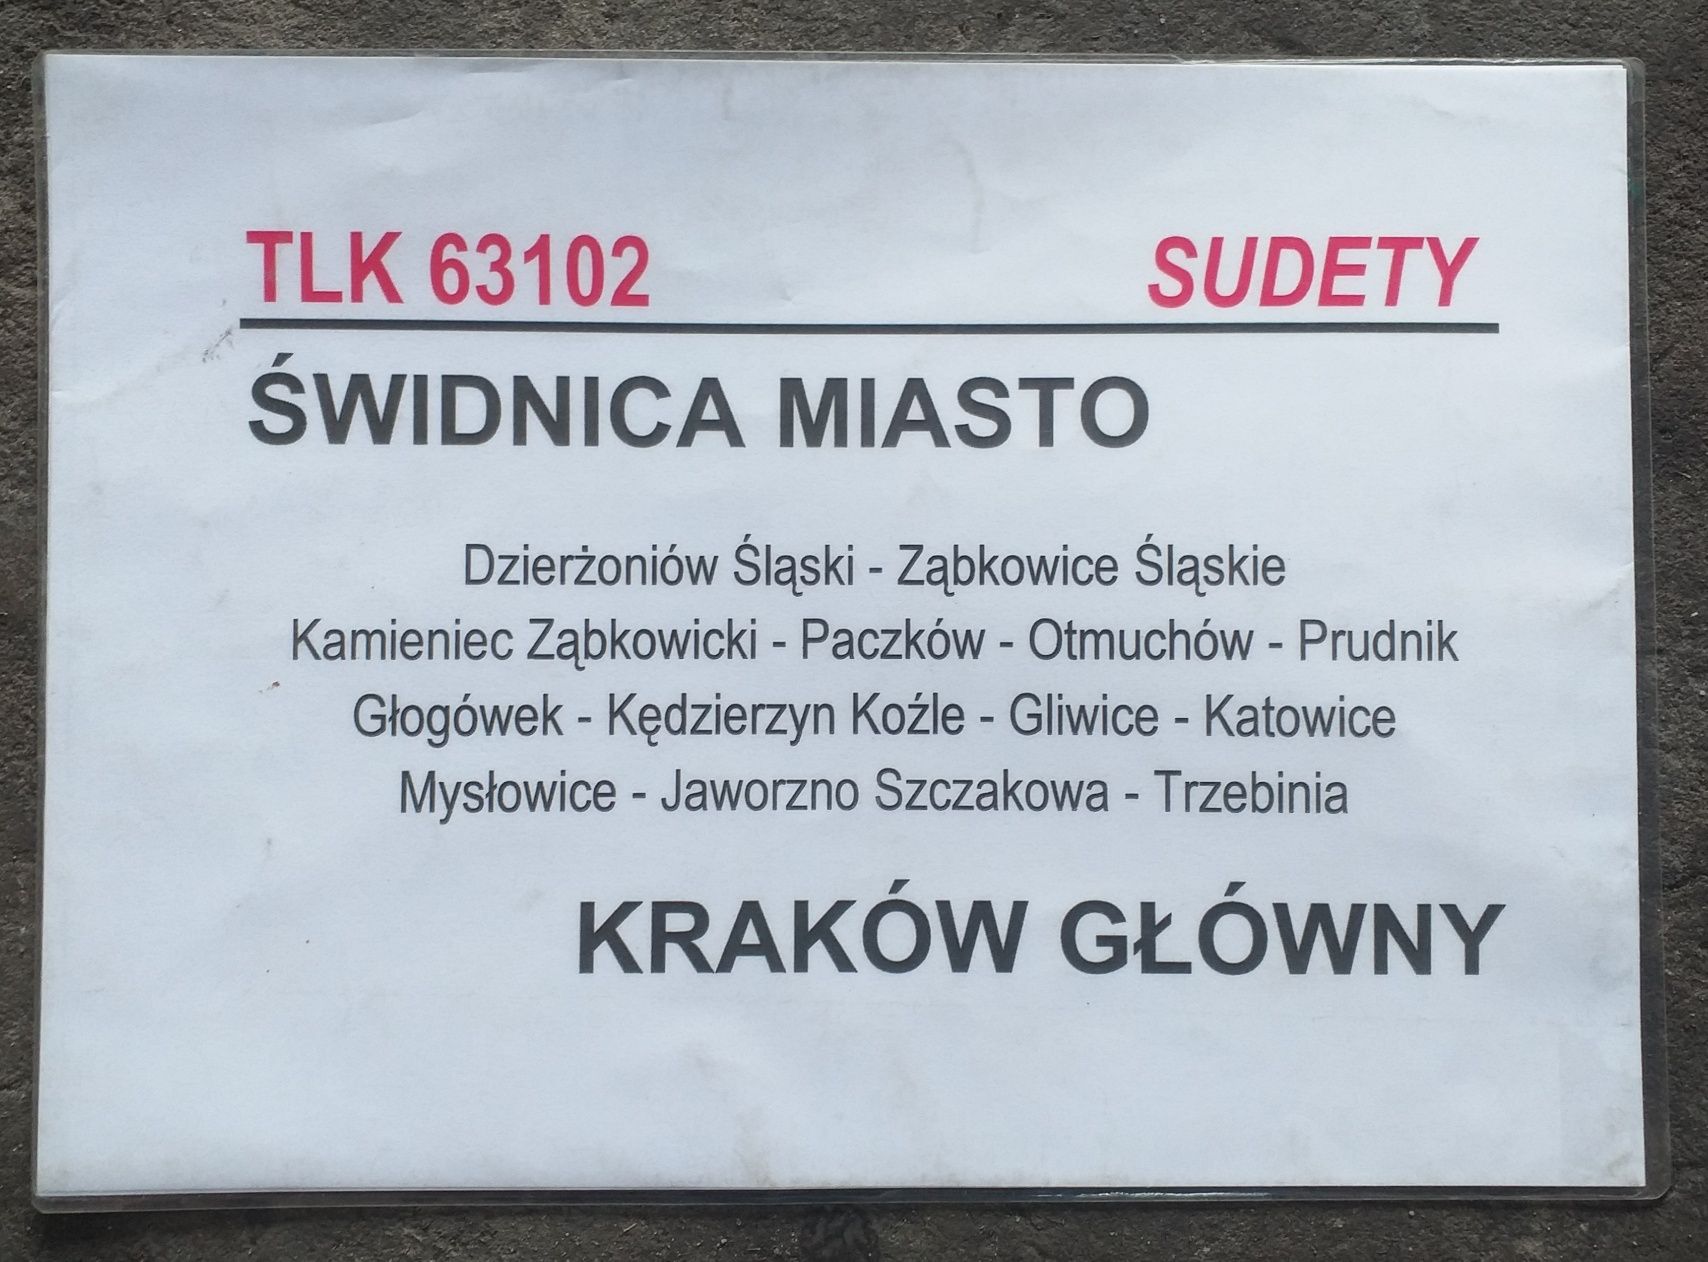 TLK 63102 SUDETY
ŚWIDNICA MIASTO
Dzierżoniów Śląski - Ząbkowice Śląskie
Kamieniec Ząbkowicki - Paczków - Otmuchów - Prudnik
Głogówek - Kędzierzyn Koźle - Gliwice - Katowice
Mysłowice - Jaworzno Szczakowa - Trzebinia
KRAKÓW GŁÓWNY